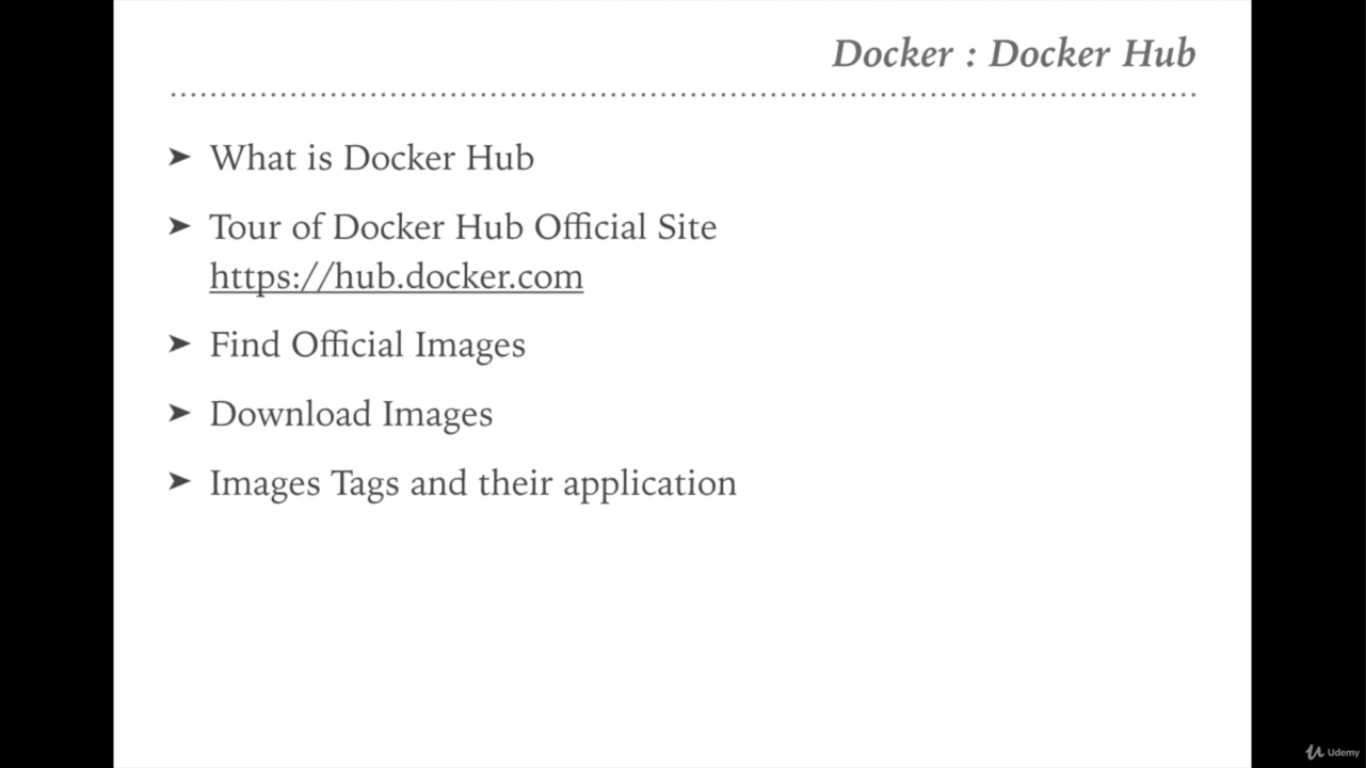 Docker : Docker Hub
➤ What is Docker Hub
➤ Tour of Docker Hub Official Site
https://hub.docker.com
➤ Find Official Images
➤ Download Images
➤ Images Tags and their application
Udemy